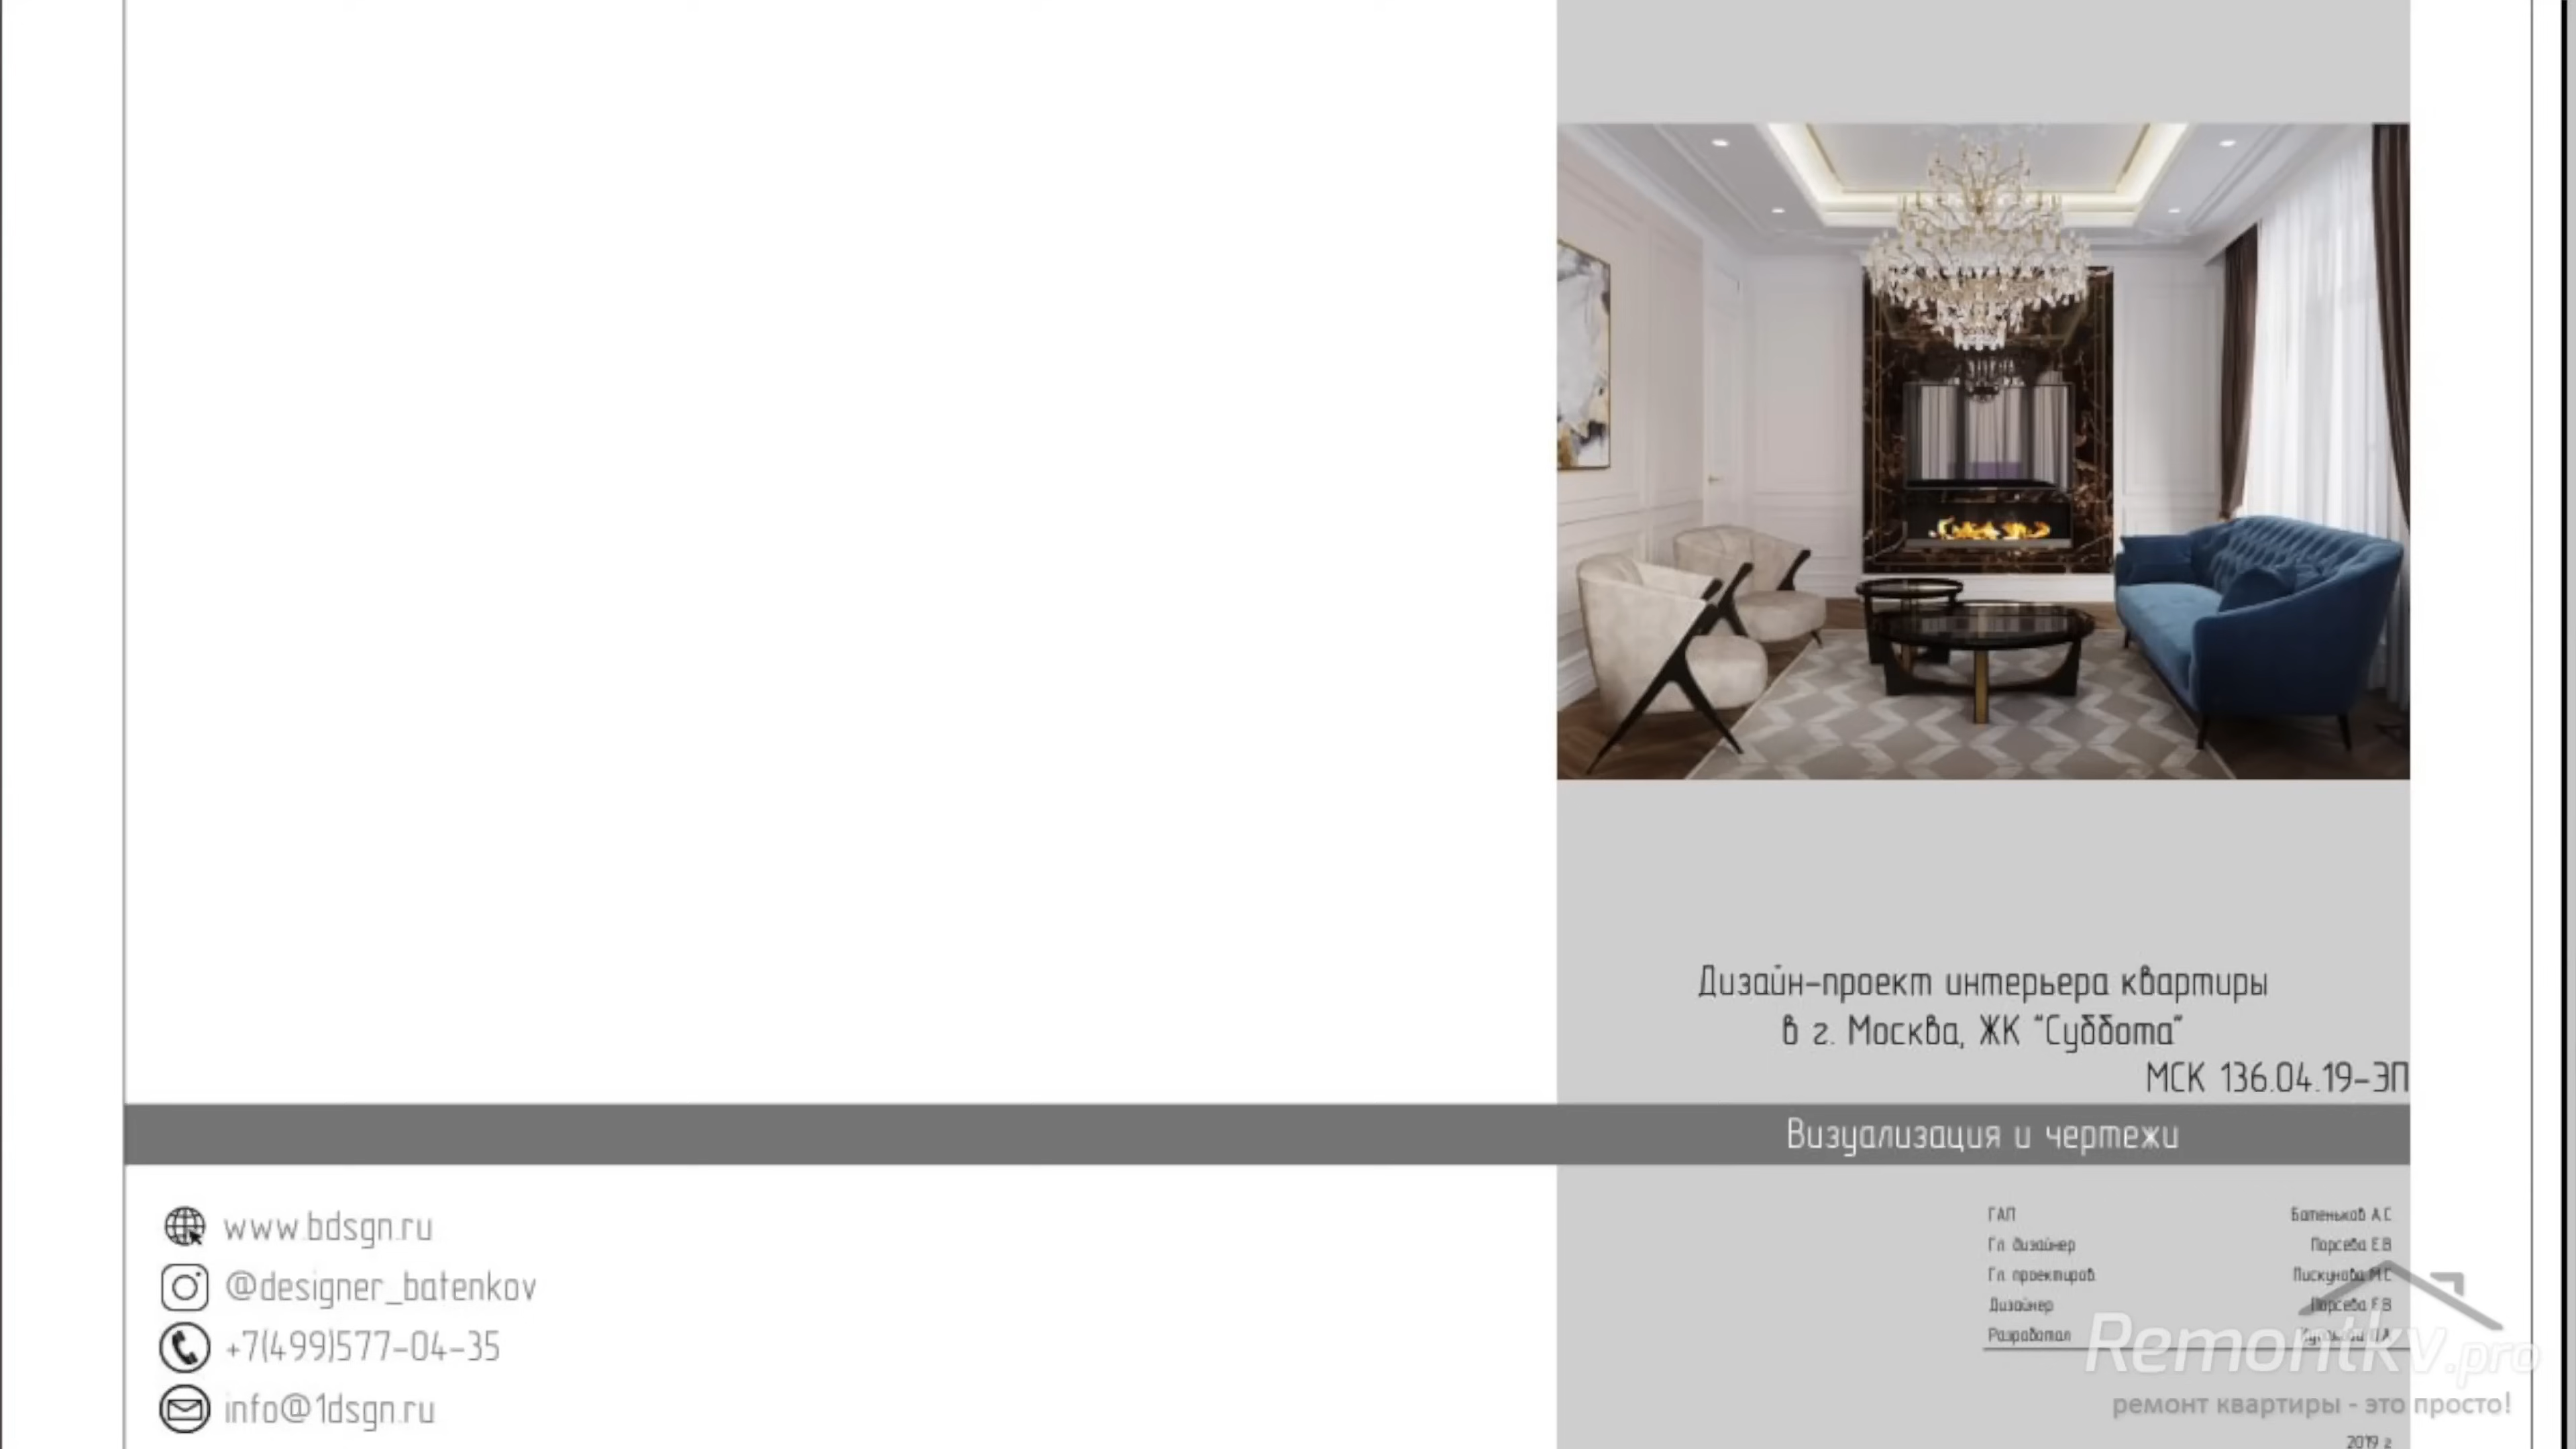 Дизайн-проект интерьера квартиры
в г. Москва, ЖК "Суббота"
МСК 136.04.19-ЭП
Визуализация и чертежи
www.bdsgn.ru
@designer_batenkov
+7(499)577-04-35
info@1dsgn.ru
ГАП Батеньков А.С
Гл. дизайнер Порсева Е.В
Гл. проектиров. Пискунова М.С
Дизайнер Порсева Е.В
Разработал
Remontkv.pro
ремонт квартиры - это просто!
2019 г